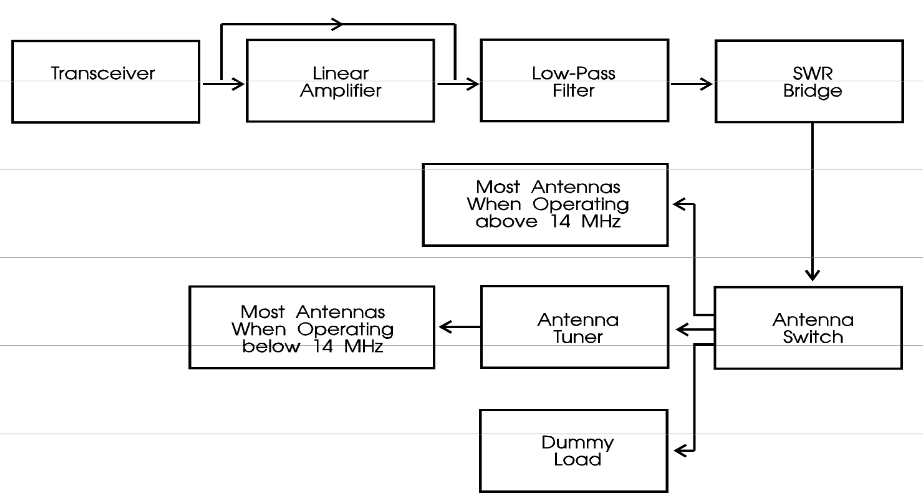 Transceiver
Linear
Amplifier
Low-Pass
Filter
SWR
Bridge
Most Antennas
When Operating
above 14 MHz
Most Antennas
When Operating
below 14 MHz
Antenna
Tuner
Antenna
Switch
Dummy
Load